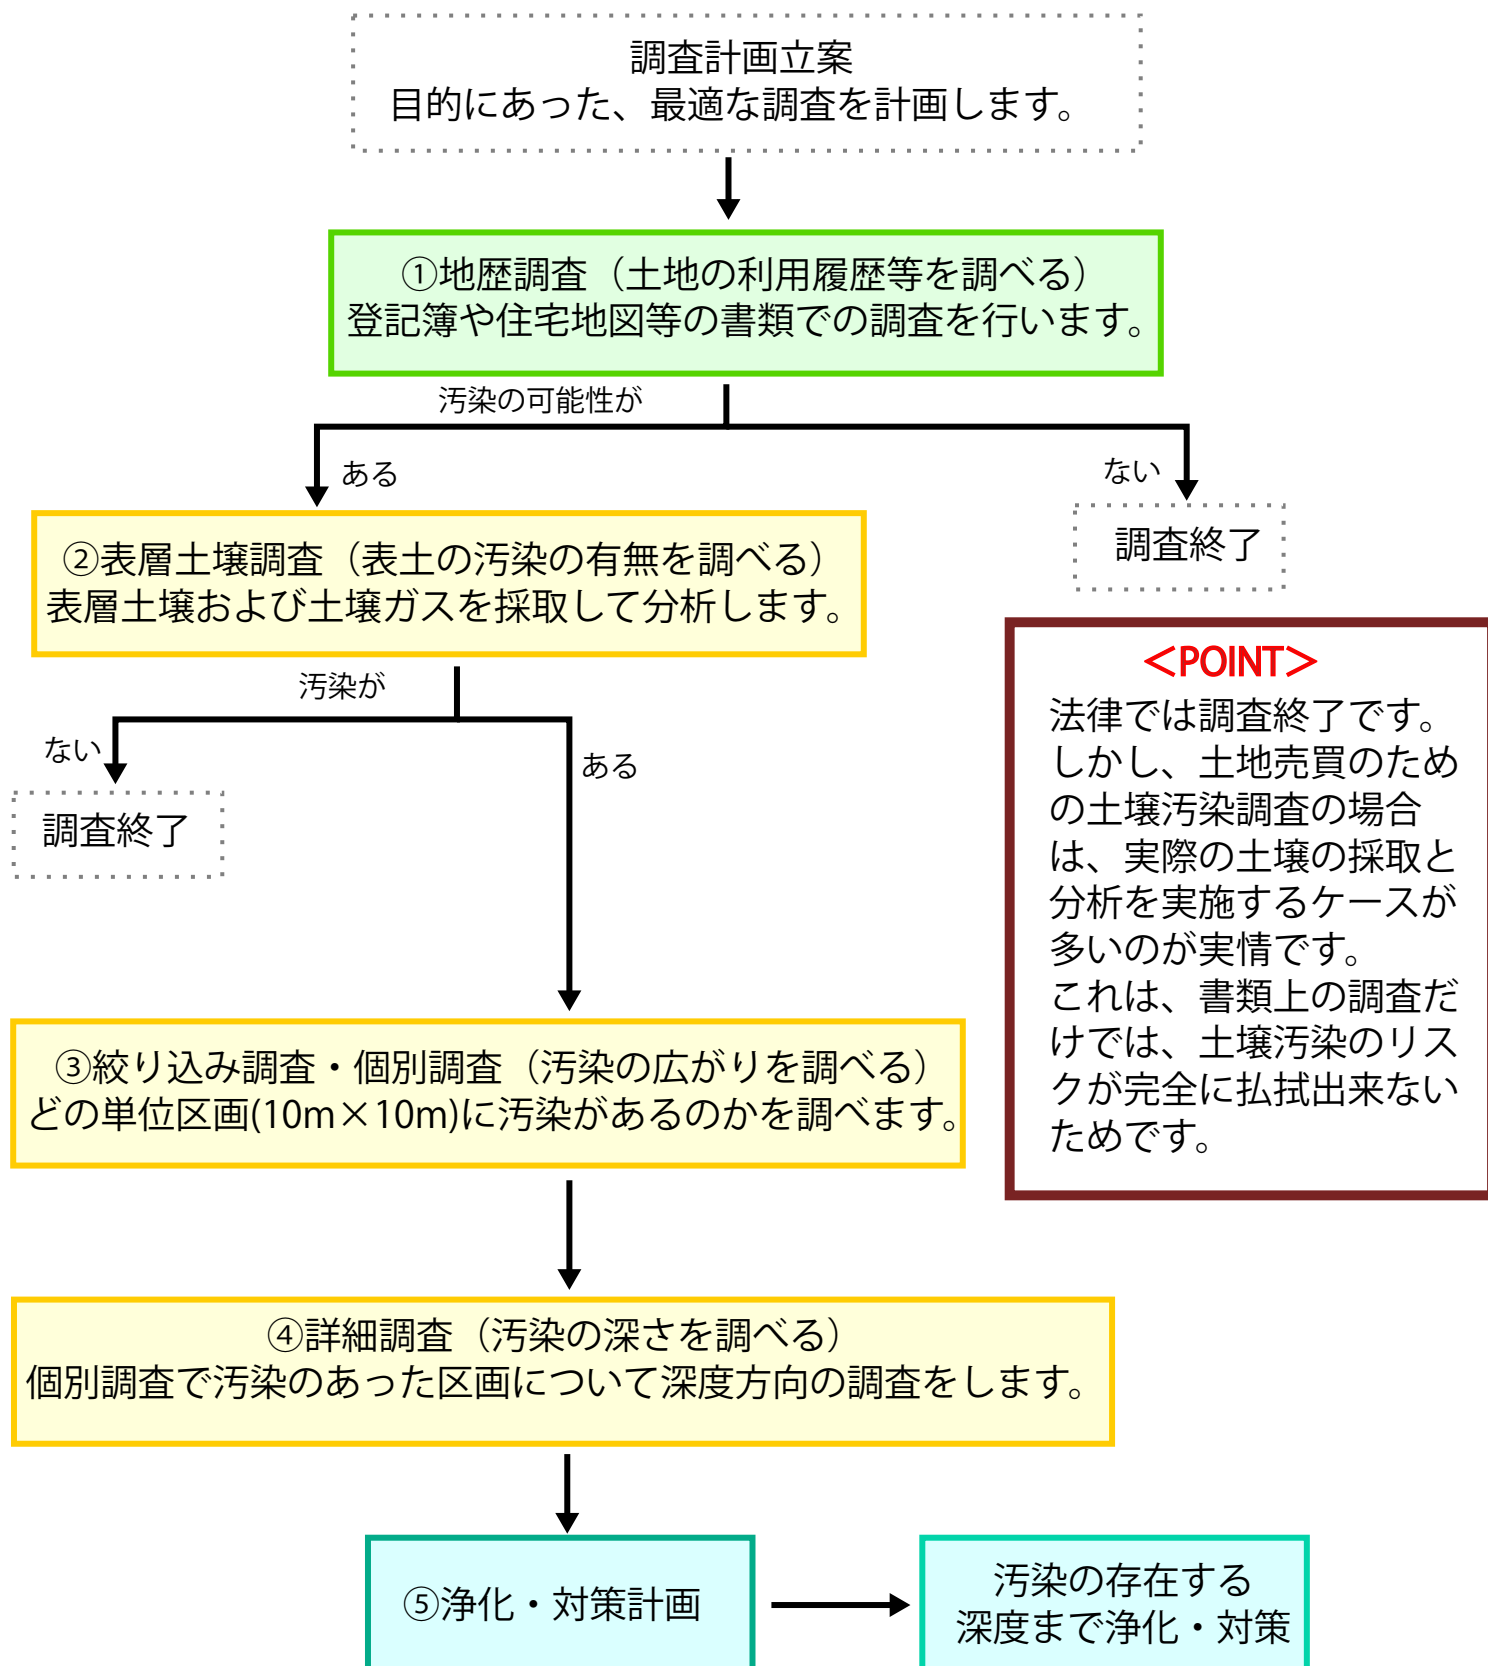 調査計画立案
目的にあった、最適な調査を計画します。
①地歴調査（土地の利用履歴等を調べる）
登記簿や住宅地図等の書類での調査を行います。
汚染の可能性が
ある
ない
②表層土壌調査（表土の汚染の有無を調べる）
表層土壌および土壌ガスを採取して分析します。
調査終了
汚染が
ない
ある
調査終了
＜POINT＞
法律では調査終了です。
しかし、土地売買のため
の土壌汚染調査の場合
は、実際の土壌の採取と
分析を実施するケースが
多いのが実情です。
これは、書類上の調査だ
けでは、土壌汚染のリス
クが完全に払拭出来ない
ためです。
③絞り込み調査・個別調査（汚染の広がりを調べる）
どの単位区画(10m×10m)に汚染があるのかを調べます。
④詳細調査（汚染の深さを調べる）
個別調査で汚染のあった区画について深度方向の調査をします。
⑤浄化・対策計画
汚染の存在する
深度まで浄化・対策